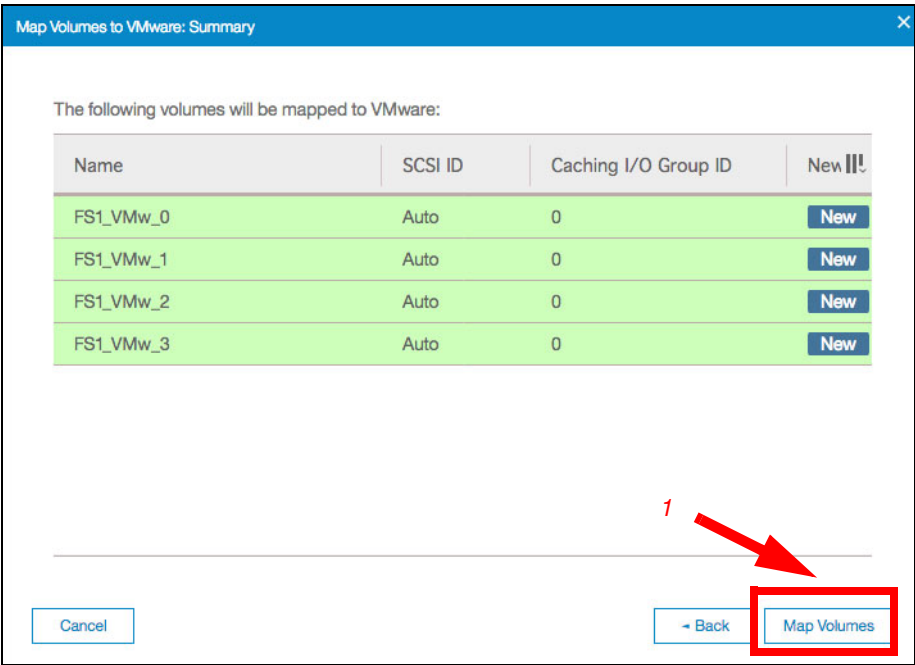 Map Volumes to VMware: Summary
The following volumes will be mapped to VMware:
Name SCSI ID Caching I/O Group ID New
FS1_VMw_0 Auto 0 New
FS1_VMw_1 Auto 0 New
FS1_VMw_2 Auto 0 New
FS1_VMw_3 Auto 0 New
1
Cancel Back Map Volumes